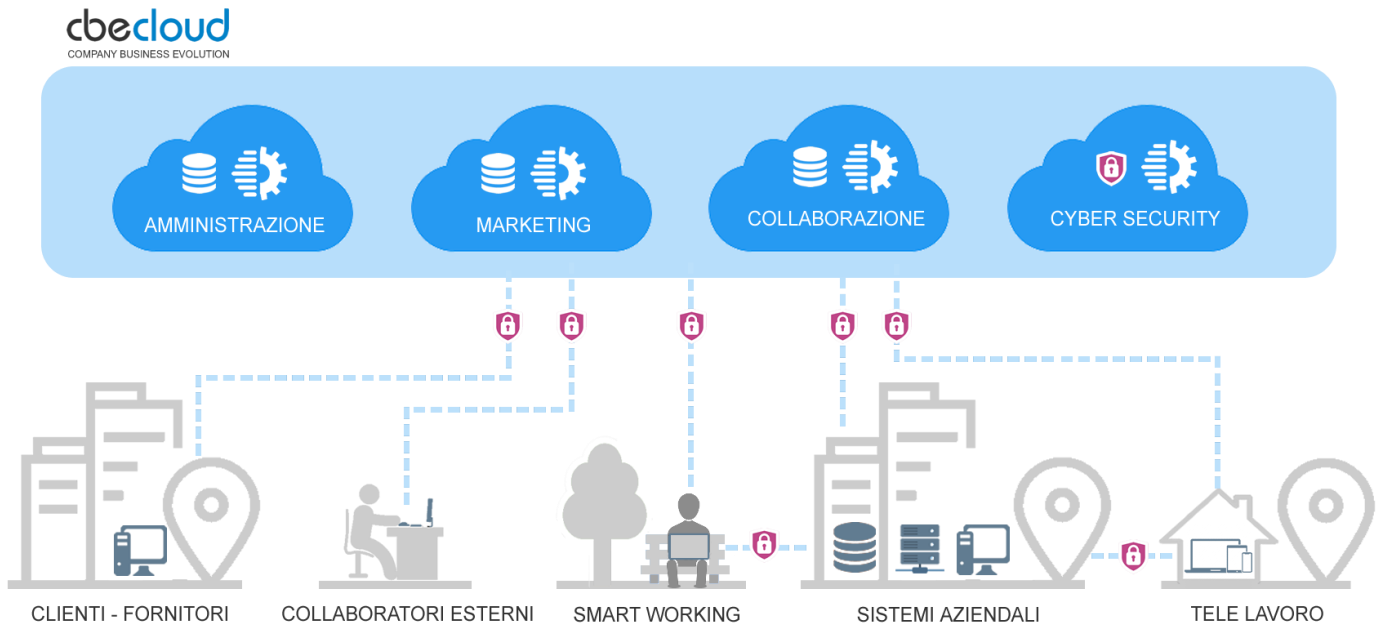 cbecloud
COMPANY BUSINESS EVOLUTION
AMMINISTRAZIONE
MARKETING
COLLABORAZIONE
CYBER SECURITY
CLIENTI - FORNITORI
COLLABORATORI ESTERNI
SMART WORKING
SISTEMI AZIENDALI
TELE LAVORO